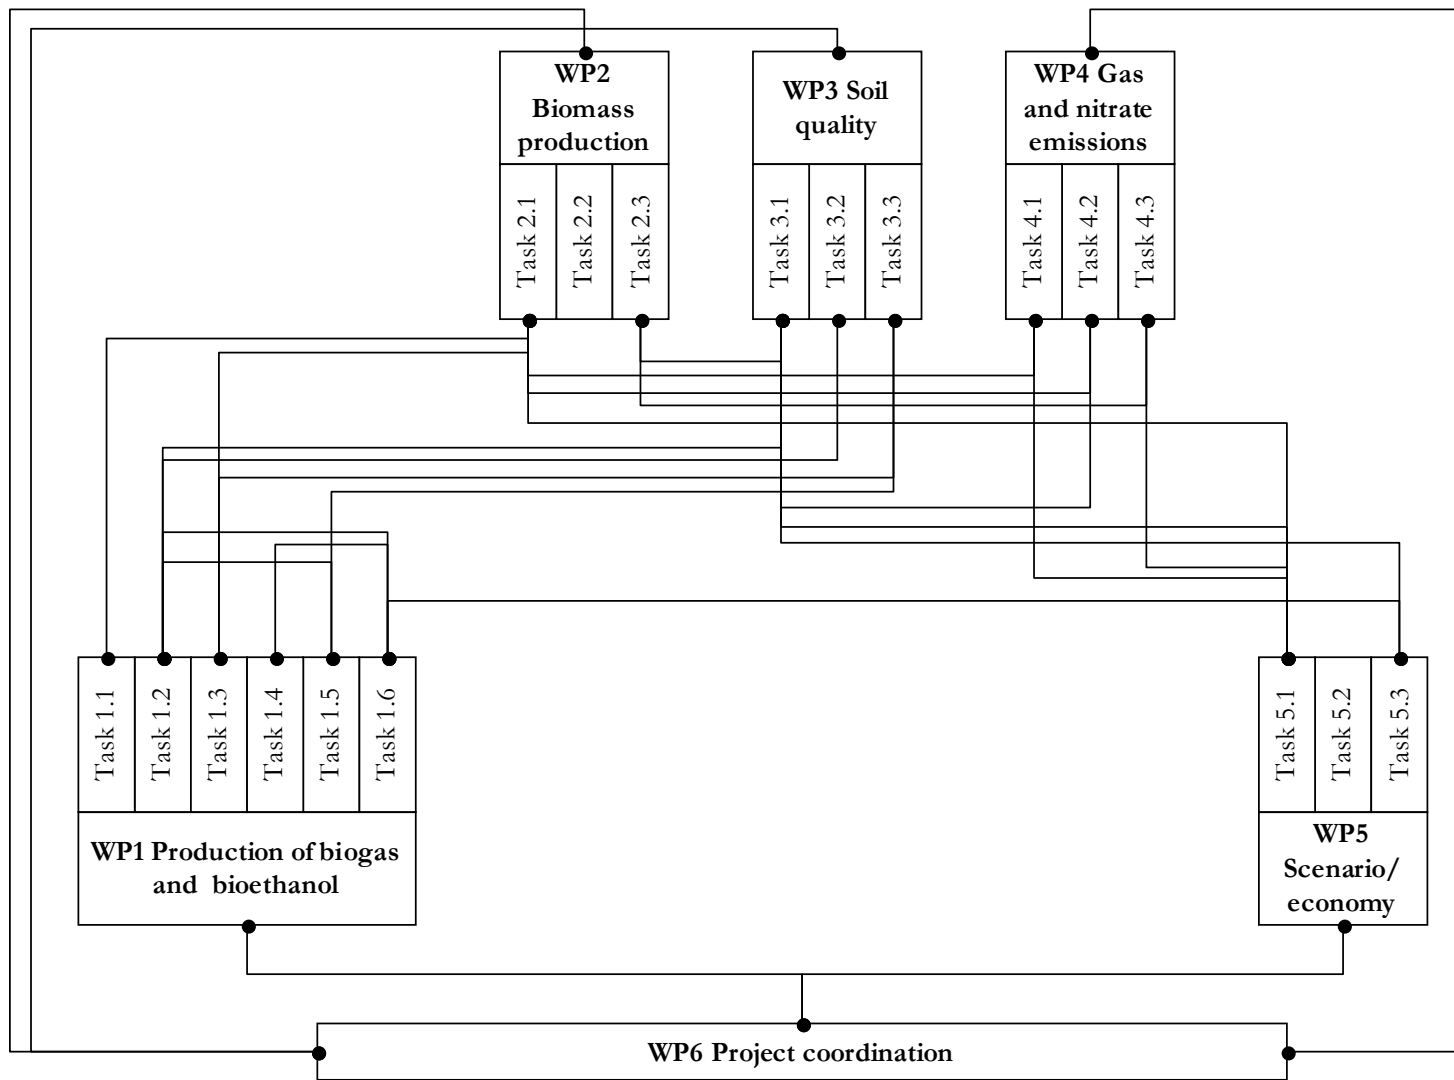 WP2
Biomass
production
WP3 Soil
quality
WP4 Gas
and nitrate
emissions
Task 2.1
Task 2.2
Task 2.3
Task 3.1
Task 3.2
Task 3.3
Task 4.1
Task 4.2
Task 4.3
Task 1.1
Task 1.2
Task 1.3
Task 1.4
Task 1.5
Task 1.6
WP1 Production of biogas
and bioethanol
Task 5.1
Task 5.2
Task 5.3
WP5
Scenario/
economy
WP6 Project coordination